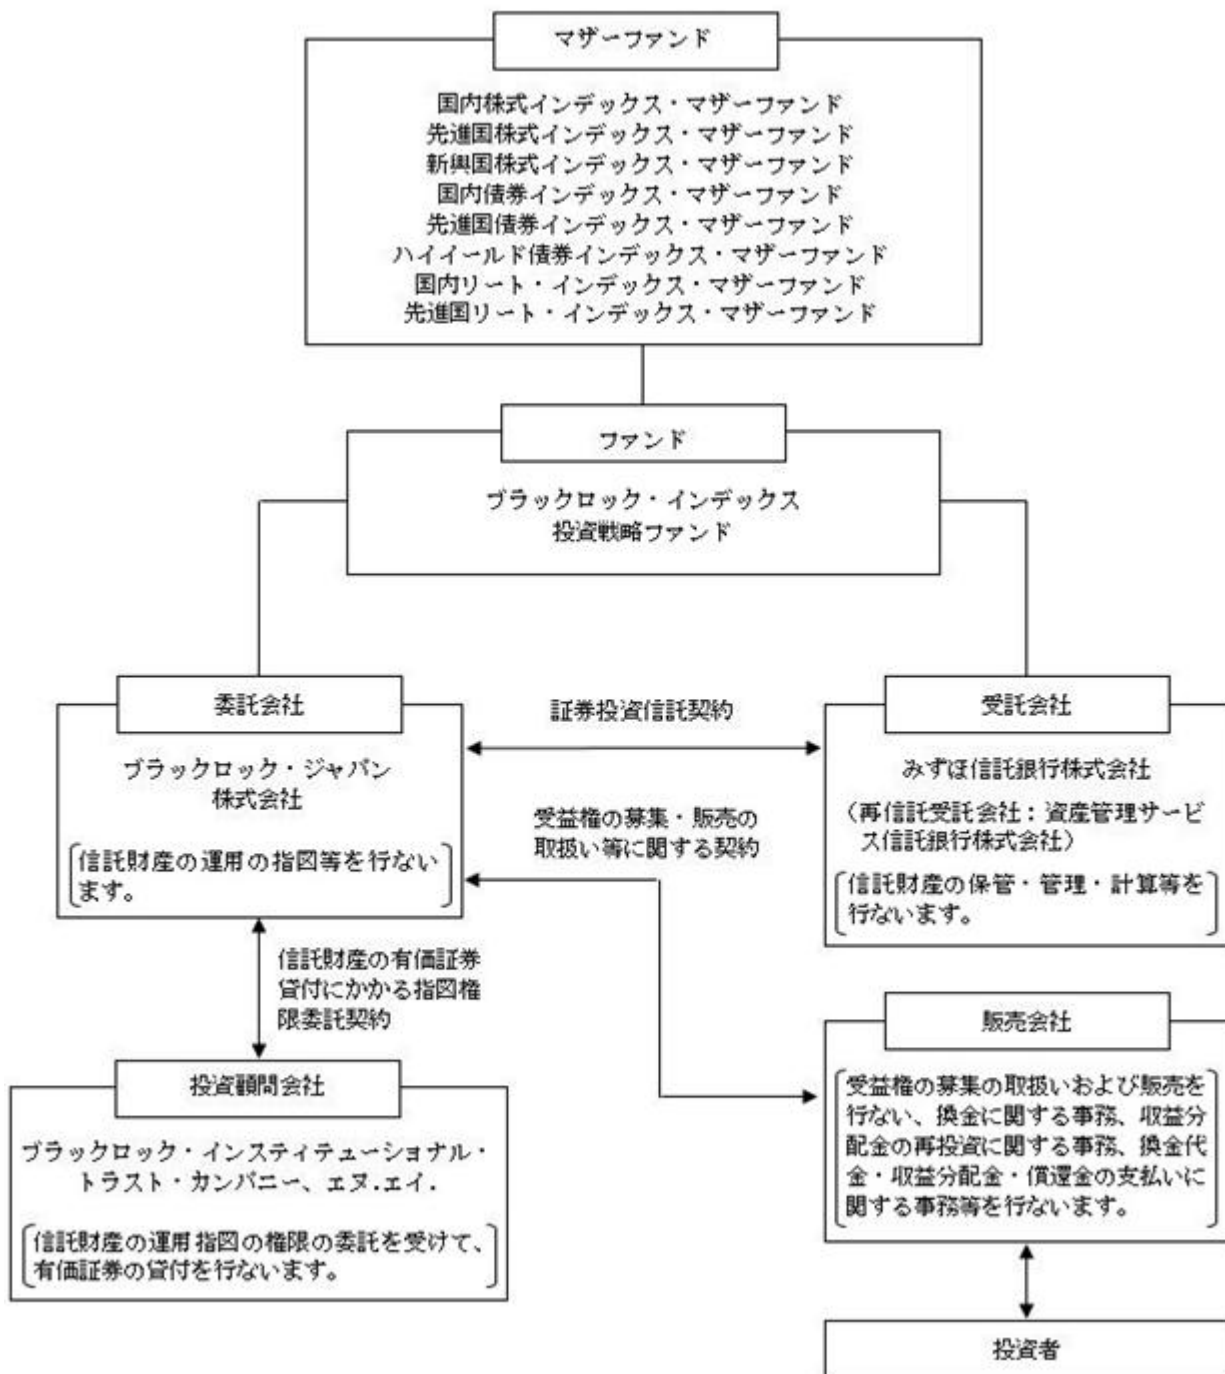 マザーファンド
国内株式インデックス・マザーファンド
先進国株式インデックス・マザーファンド
新興国株式インデックス・マザーファンド
国内債券インデックス・マザーファンド
先進国債券インデックス・マザーファンド
ハイイールド債券インデックス・マザーファンド
国内リート・インデックス・マザーファンド
先進国リート・インデックス・マザーファンド
ファンド
ブラックロック・インデックス
投資戦略ファンド
委託会社
ブラックロック・ジャパン
株式会社
信託財産の運用の指図等を行ない
ます。
証券投資信託契約
受益権の募集・販売の
取扱い等に関する契約
受託会社
みずほ信託銀行株式会社
（再信託受託会社：資産管理サービ
ス信託銀行株式会社）
信託財産の保管・管理・計算等を
行ないます。
信託財産の有価証券
貸付にかかる指図権
限委託契約
投資顧問会社
ブラックロック・インスティテューショナル・
トラスト・カンパニー、エヌ.エイ.
信託財産の運用指図の権限の委託を受けて、
有価証券の貸付を行ないます。
販売会社
受益権の募集の取扱いおよび販売を
行ない、換金に関する事務、収益分
配金の再投資に関する事務、換金代
金・収益分配金・償還金の支払いに
関する事務等を行ないます。
投資者